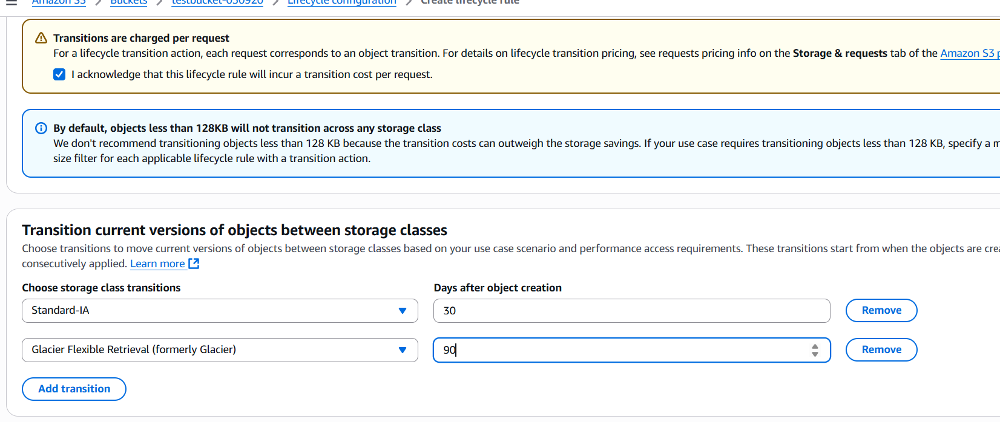 Amazon S3 > Buckets > testbucket-050920 > Lifecycle configuration > Create lifecycle rule
Transitions are charged per request
For a lifecycle transition action, each request corresponds to an object transition. For details on lifecycle transition pricing, see requests pricing info on the Storage & requests tab of the Amazon S3
I acknowledge that this lifecycle rule will incur a transition cost per request.
By default, objects less than 128KB will not transition across any storage class
We don't recommend transitioning objects less than 128 KB because the transition costs can outweigh the storage savings. If your use case requires transitioning objects less than 128 KB, specify a
size filter for each applicable lifecycle rule with a transition action.
Transition current versions of objects between storage classes
Choose transitions to move current versions of objects between storage classes based on your use case scenario and performance access requirements. These transitions start from when the objects are
consecutively applied. Learn more
Choose storage class transitions
Days after object creation
Standard-IA
30
Remove
Glacier Flexible Retrieval (formerly Glacier)
90
Remove
Add transition